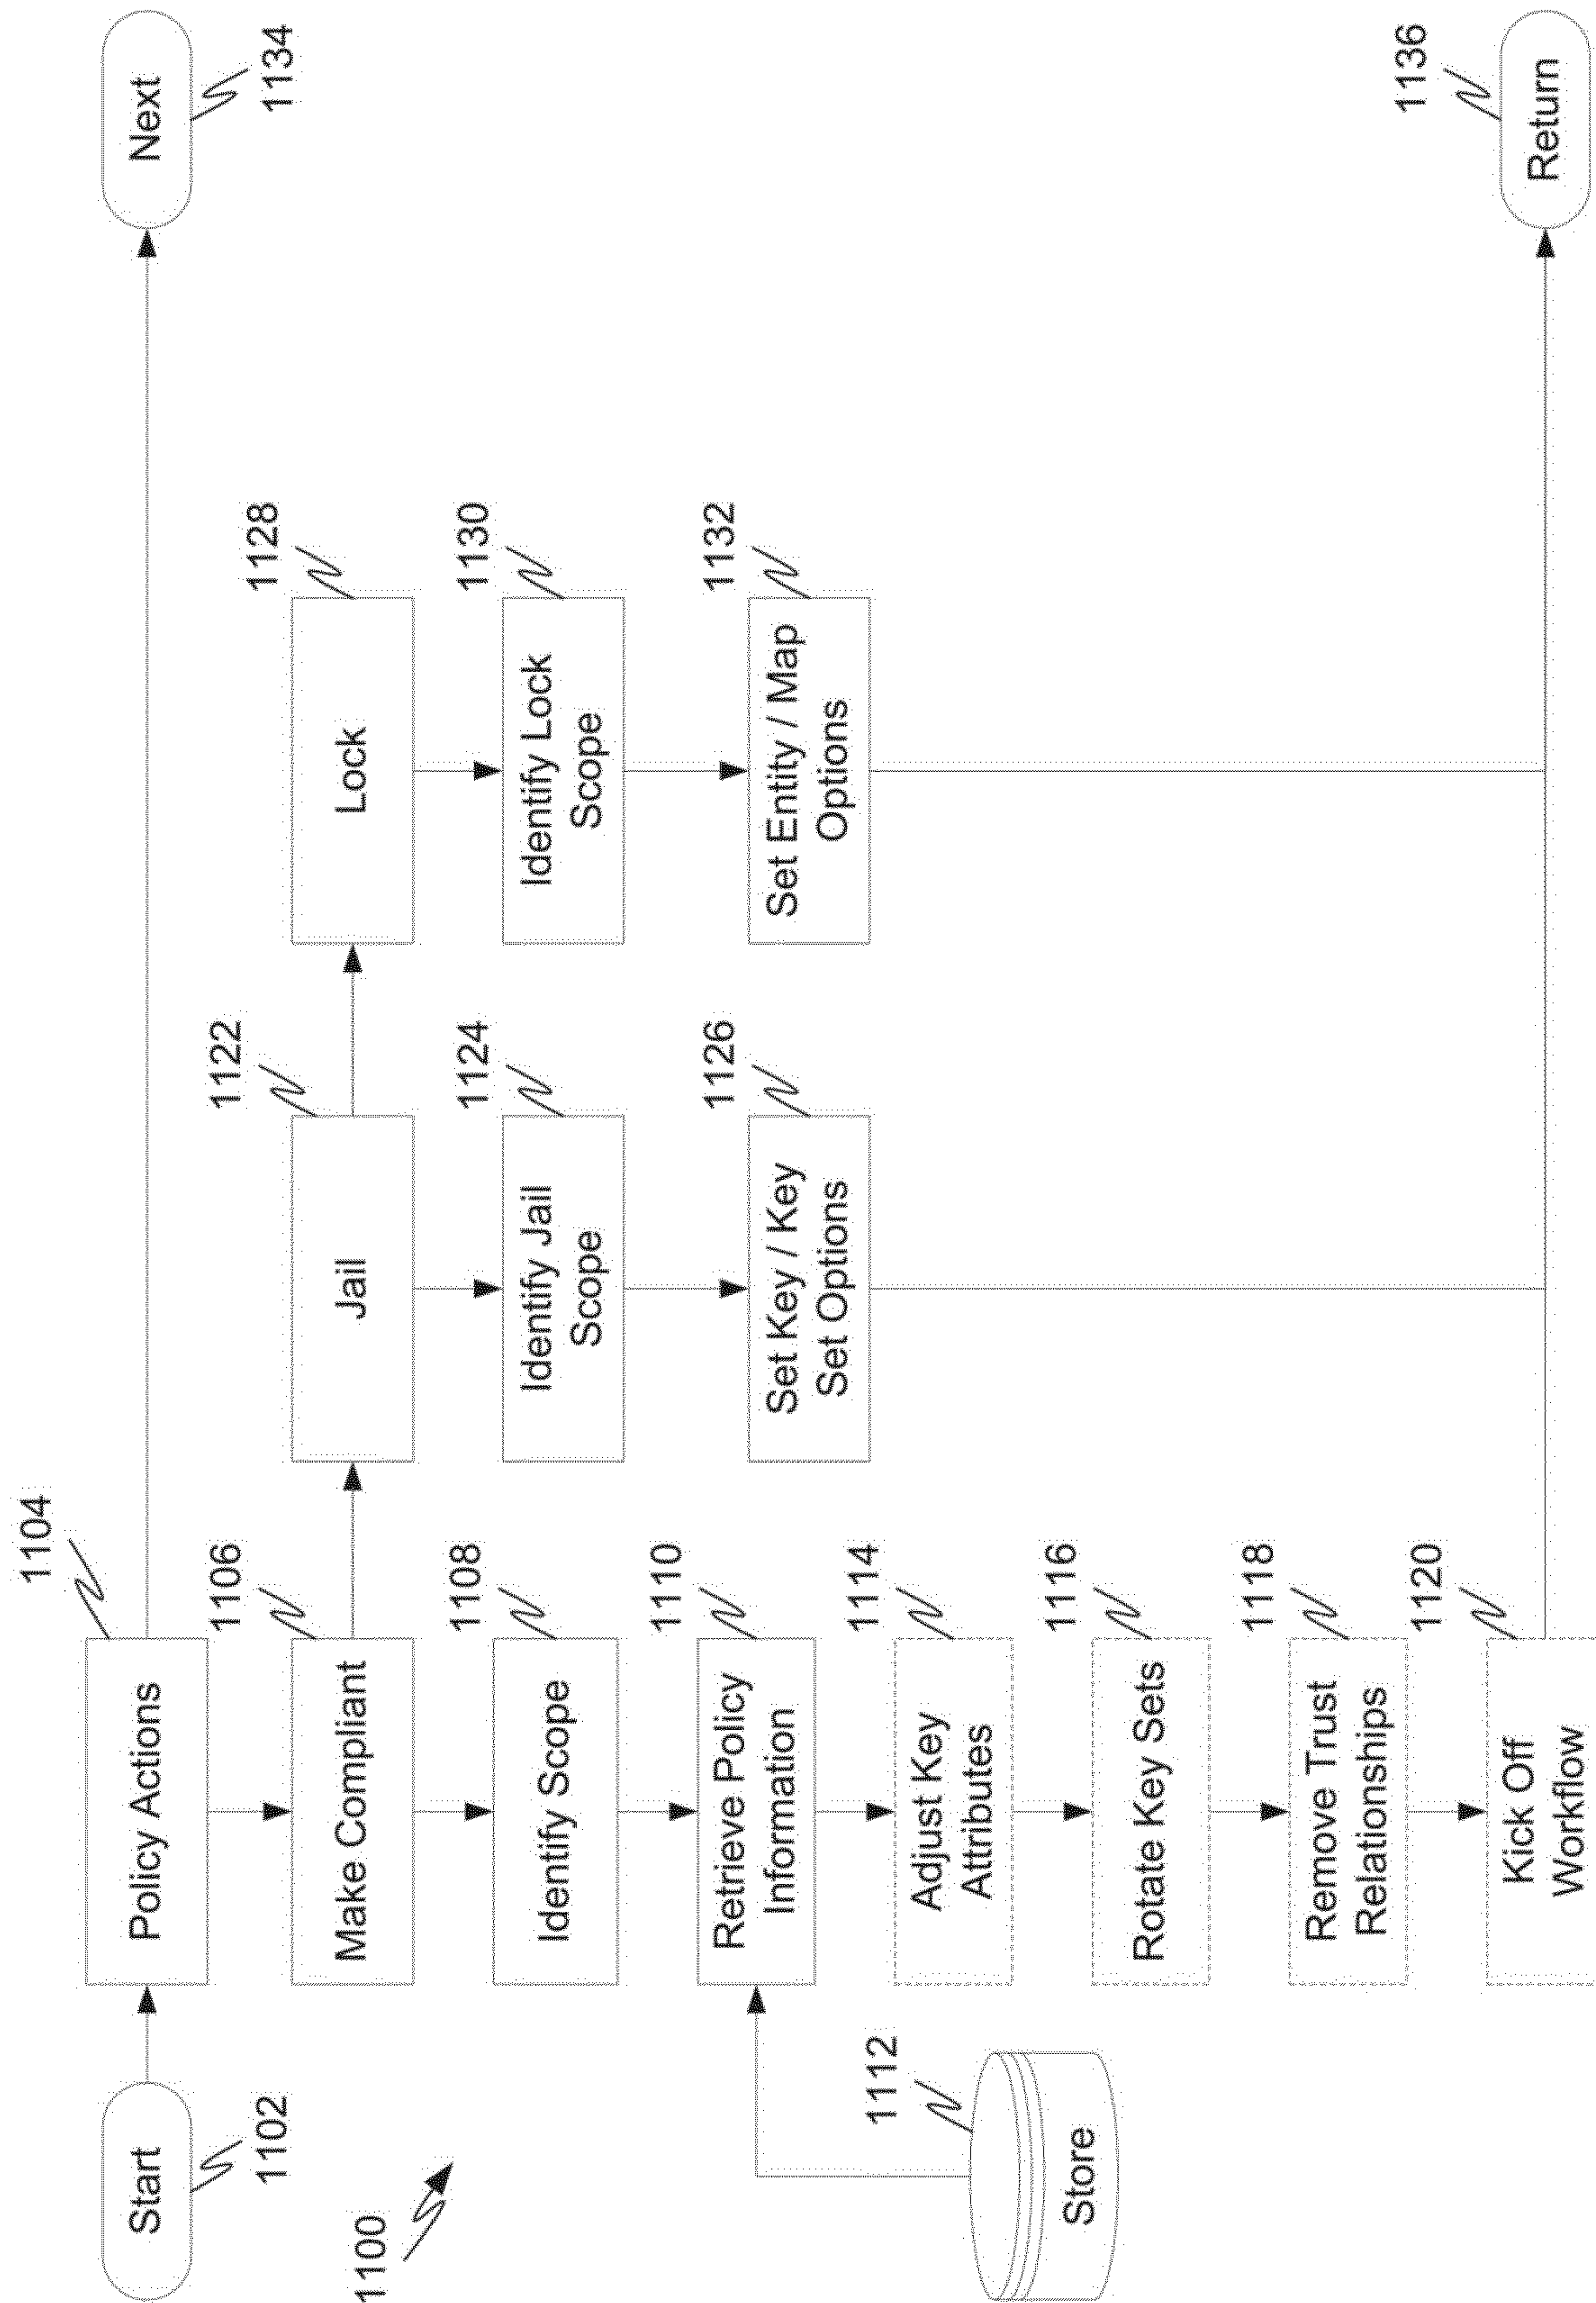 1100
Start
1102
Policy Actions
1104
Next
1134
Make Compliant
1106
Jail
1122
Lock
1128
Identify Scope
1108
Identify Jail
Scope
1124
Identify Lock
Scope
1130
Retrieve Policy
Information
1110
Store
1112
Set Key / Key
Set Options
1126
Set Entity / Map
Options
1132
Adjust Key
Attributes
1114
Rotate Key Sets
1116
Remove Trust
Relationships
1118
Kick Off
Workflow
1120
Return
1136